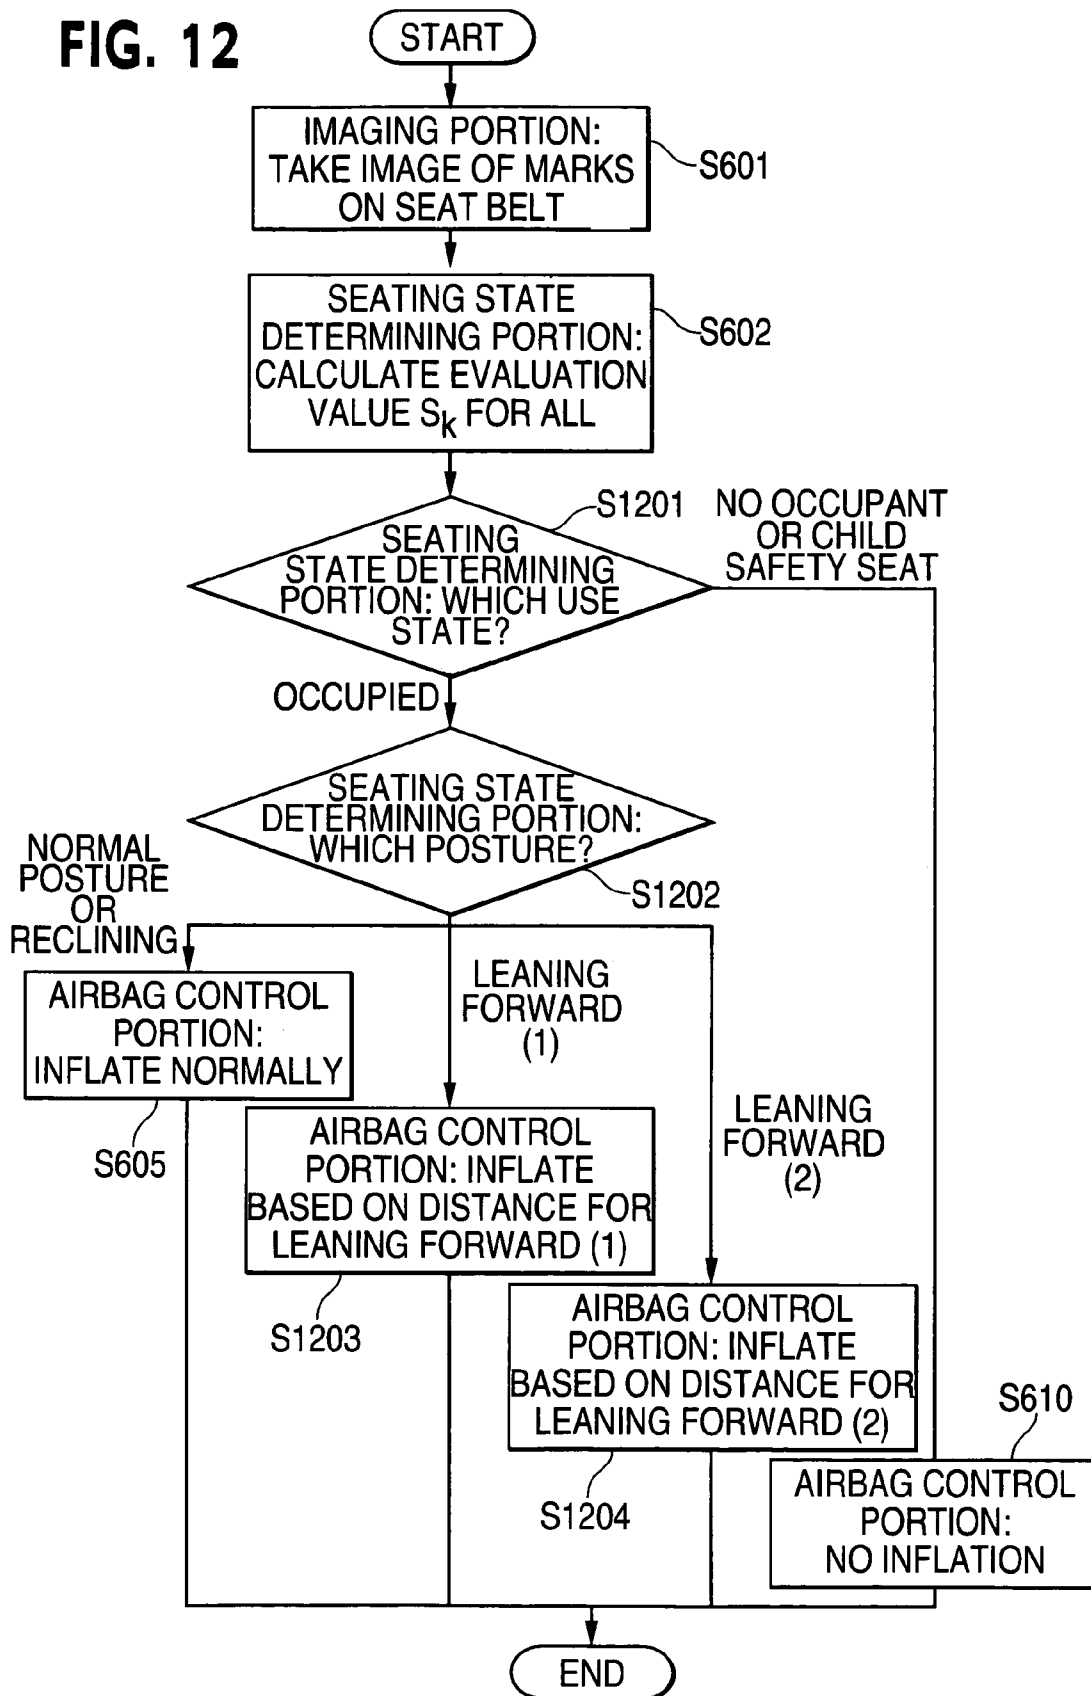 FIG. 12
START
IMAGING PORTION:
TAKE IMAGE OF MARKS
ON SEAT BELT
S601
SEATING STATE
DETERMINING PORTION:
CALCULATE EVALUATION
VALUE Sk FOR ALL
S602
S1201
SEATING
STATE DETERMINING
PORTION: WHICH USE
STATE?
NO OCCUPANT
OR CHILD
SAFETY SEAT
OCCUPIED
SEATING STATE
DETERMINING PORTION:
WHICH POSTURE?
S1202
NORMAL
POSTURE
OR
RECLINING
AIRBAG CONTROL
PORTION:
INFLATE NORMALLY
S605
LEANING
FORWARD
(1)
AIRBAG CONTROL
PORTION: INFLATE
BASED ON DISTANCE FOR
LEANING FORWARD (1)
S1203
LEANING
FORWARD
(2)
AIRBAG CONTROL
PORTION: INFLATE
BASED ON DISTANCE FOR
LEANING FORWARD (2)
S1204
S610
AIRBAG CONTROL
PORTION:
NO INFLATION
END